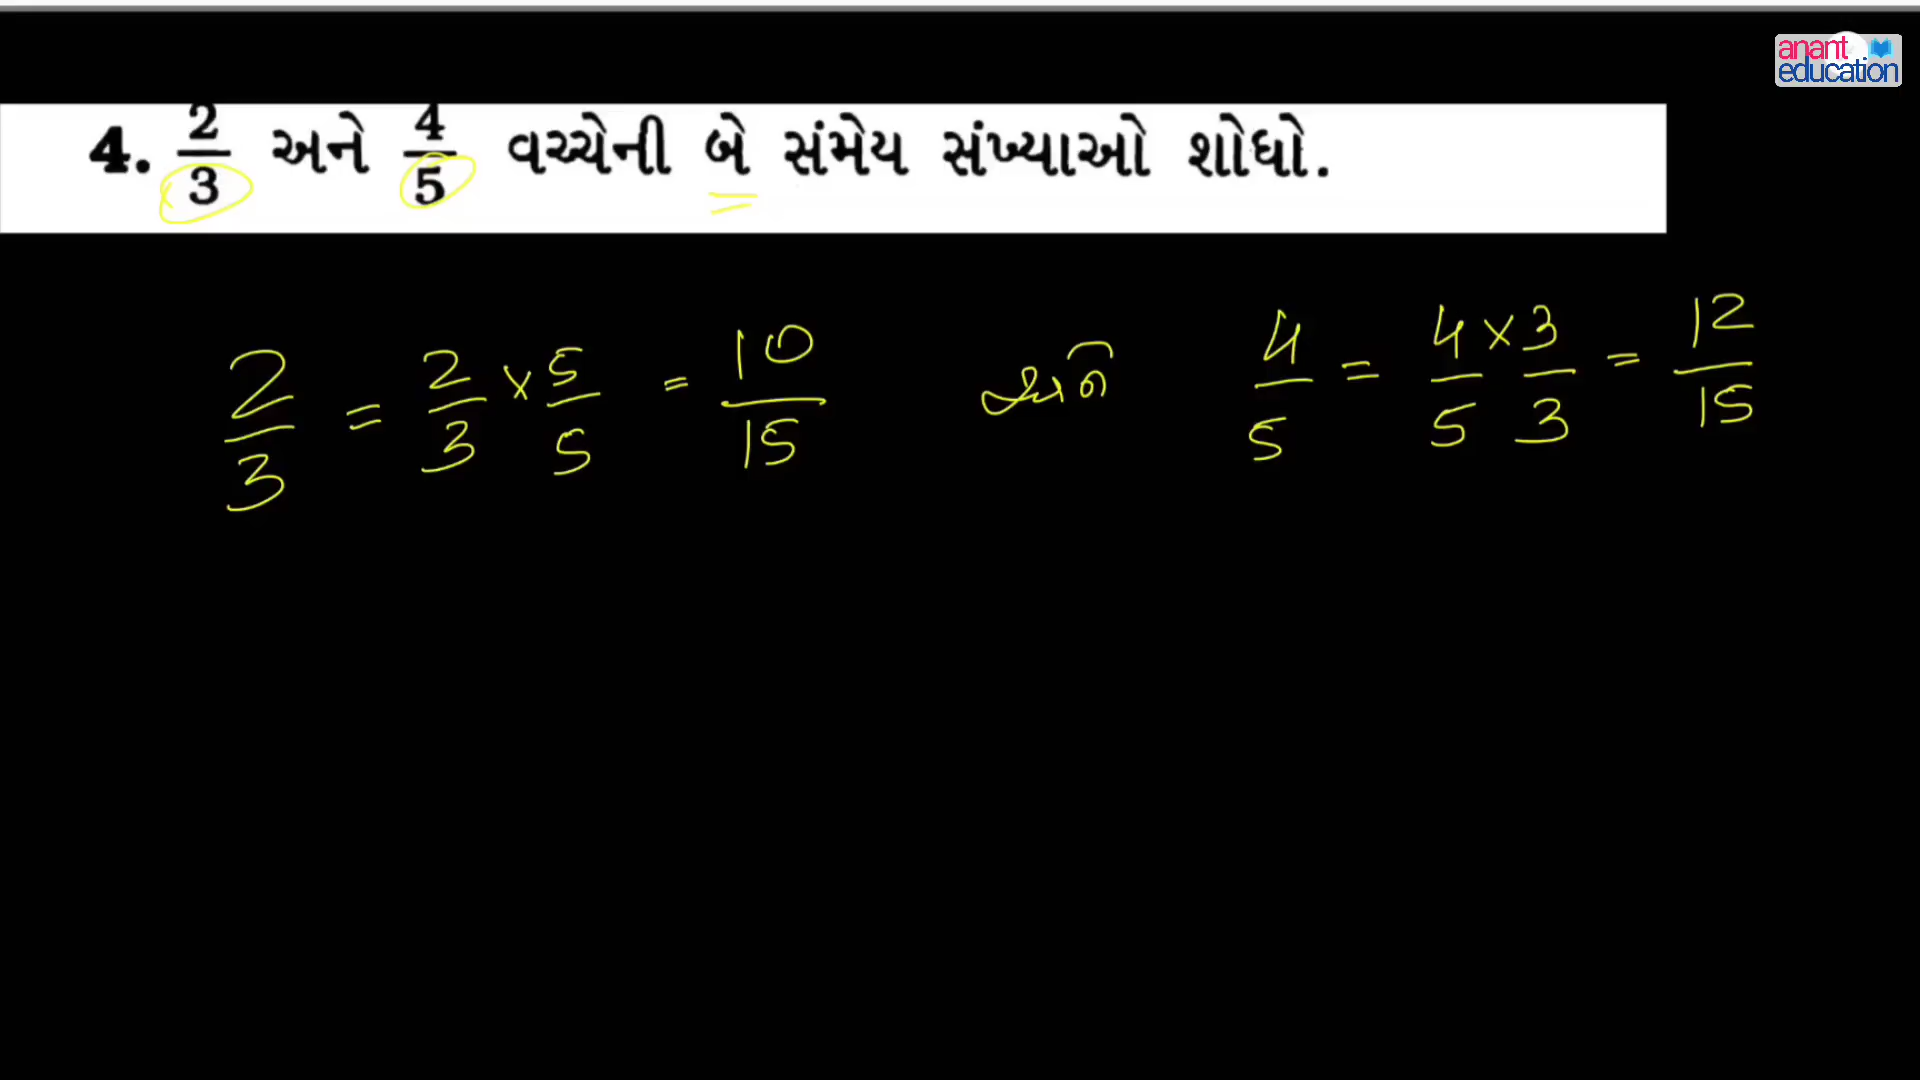 anant
education
4. 2/3 અને 4/5 વચ્ચેની બે સંમેય સંખ્યાઓ શોધો.
2/3 = 2/3 × 5/5 = 10/15 અને 4/5 = 4/5 × 3/3 = 12/15